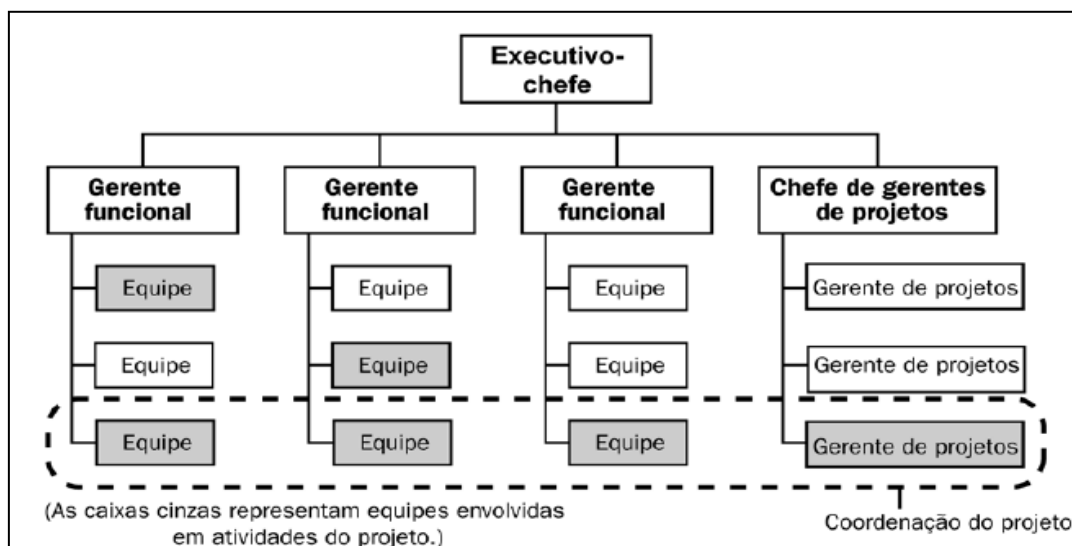 Executivo-
chefe
Gerente
funcional
Gerente
funcional
Gerente
funcional
Chefe de gerentes
de projetos
Equipe
Equipe
Equipe
Gerente de projetos
Equipe
Equipe
Equipe
Gerente de projetos
Equipe
Equipe
Equipe
Gerente de projetos
(As caixas cinzas representam equipes envolvidas
em atividades do projeto.)
Coordenação do projeto